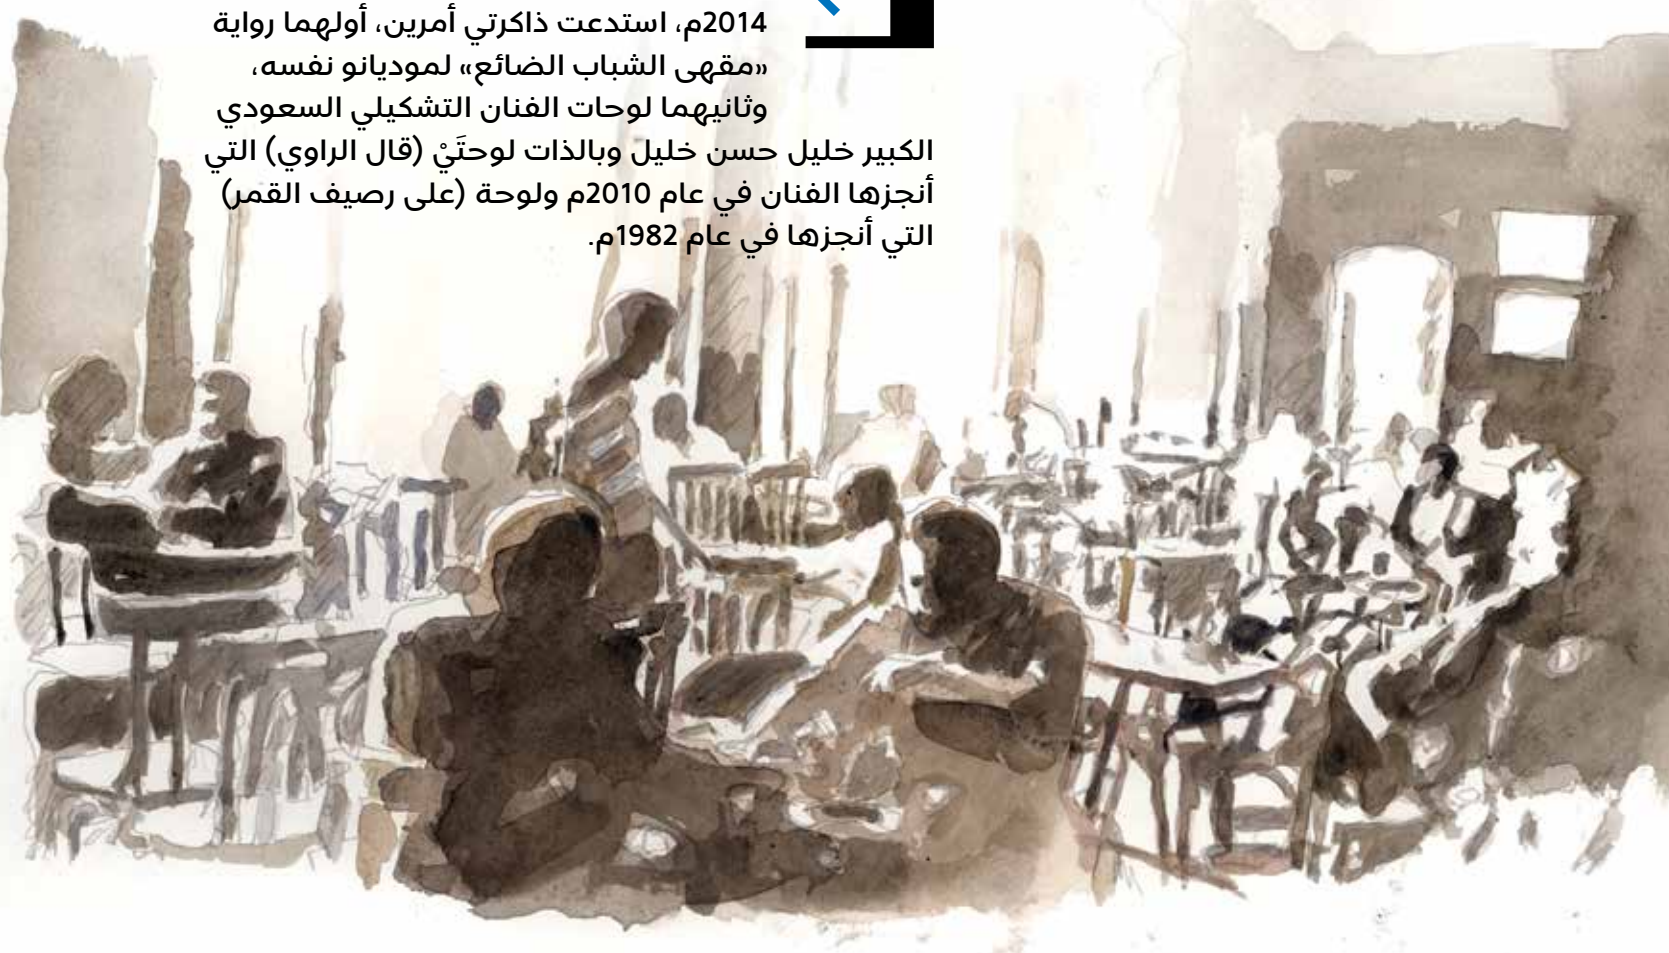 2014م، استدعت ذاكرتي أمرين، أولهما رواية
«مقهى الشباب الضائع» لموديانو نفسه،
وثانيهما لوحات الفنان التشكيلي السعودي
الكبير خليل حسن خليل وبالذات لوحتَيْ (قال الراوي) التي
أنجزها الفنان في عام 2010م ولوحة (على رصيف القمر)
التي أنجزها في عام 1982م.